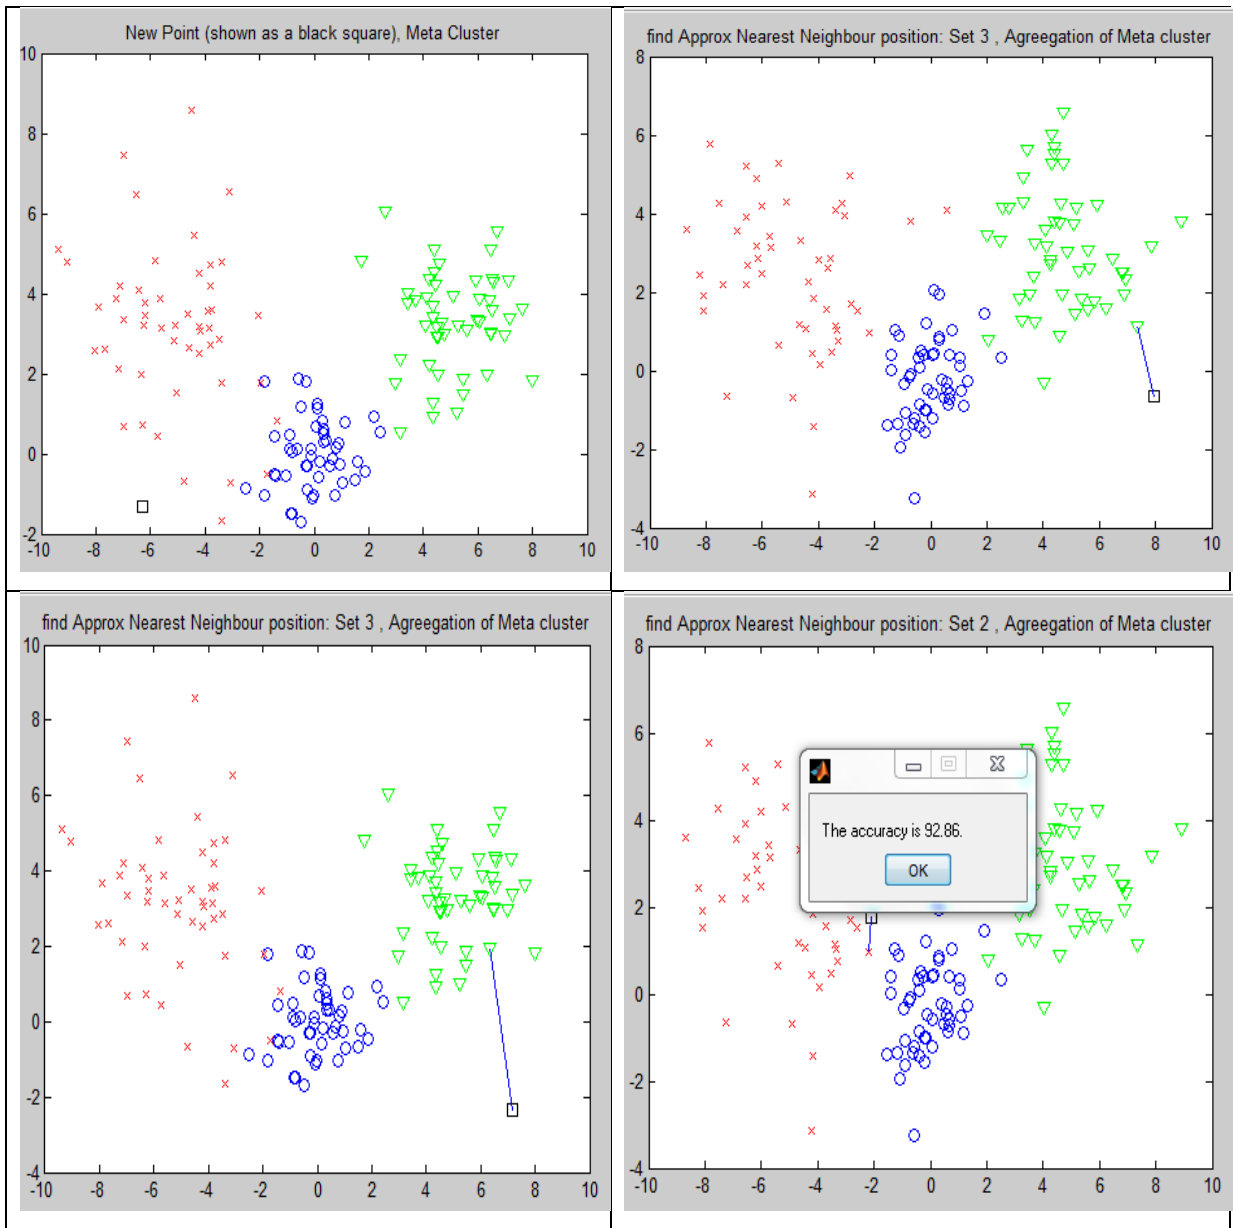 New Point (shown as a black square), Meta Cluster
10
8
6
4
2
0
-2
-10 -8 -6 -4 -2 0 2 4 6 8 10
find Approx Nearest Neighbour position: Set 3 , Agreegation of Meta cluster
8
6
4
2
0
-2
-4
-10 -8 -6 -4 -2 0 2 4 6 8 10
find Approx Nearest Neighbour position: Set 3 , Agreegation of Meta cluster
10
8
6
4
2
0
-2
-4
-10 -8 -6 -4 -2 0 2 4 6 8 10
find Approx Nearest Neighbour position: Set 2 , Agreegation of Meta cluster
8
6
4
2
0
-2
-4
-10 -8 -6 -4 -2 0 2 4 6 8 10
The accuracy is 92.86.
OK